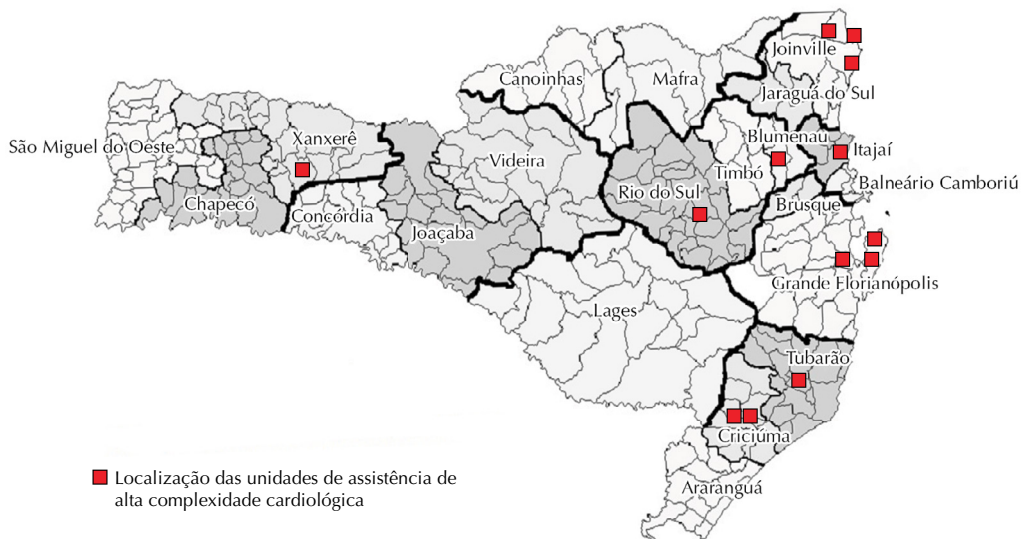 Joinville
Canoinhas
Mafra
Jaraguá do Sul
Blumenau
Xanxerê
São Miguel do Oeste
Itajaí
Videira
Timbó
Balneário Camboriú
Rio do Sul
Chapecó
Brusque
Concórdia
Joaçaba
Grande Florianópolis
Lages
Tubarão
Criciúma
Araranguá
Localização das unidades de assistência de
alta complexidade cardiológica